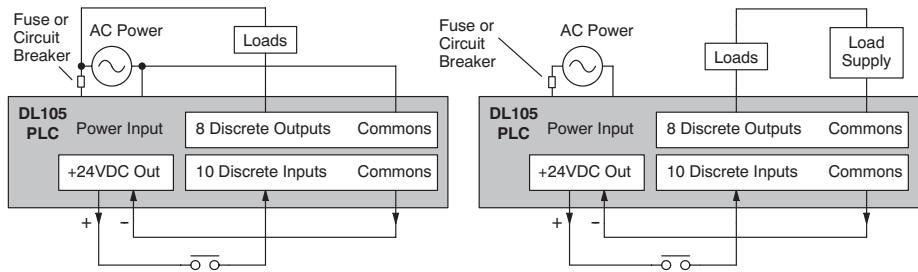 Fuse or
Circuit
Breaker
AC Power
Loads
DL105
PLC
Power Input
8 Discrete Outputs Commons
+24VDC Out
10 Discrete Inputs Commons
+ –
Fuse or
Circuit
Breaker
AC Power
Loads
Load
Supply
DL105
PLC
Power Input
8 Discrete Outputs Commons
+24VDC Out
10 Discrete Inputs Commons
+ –